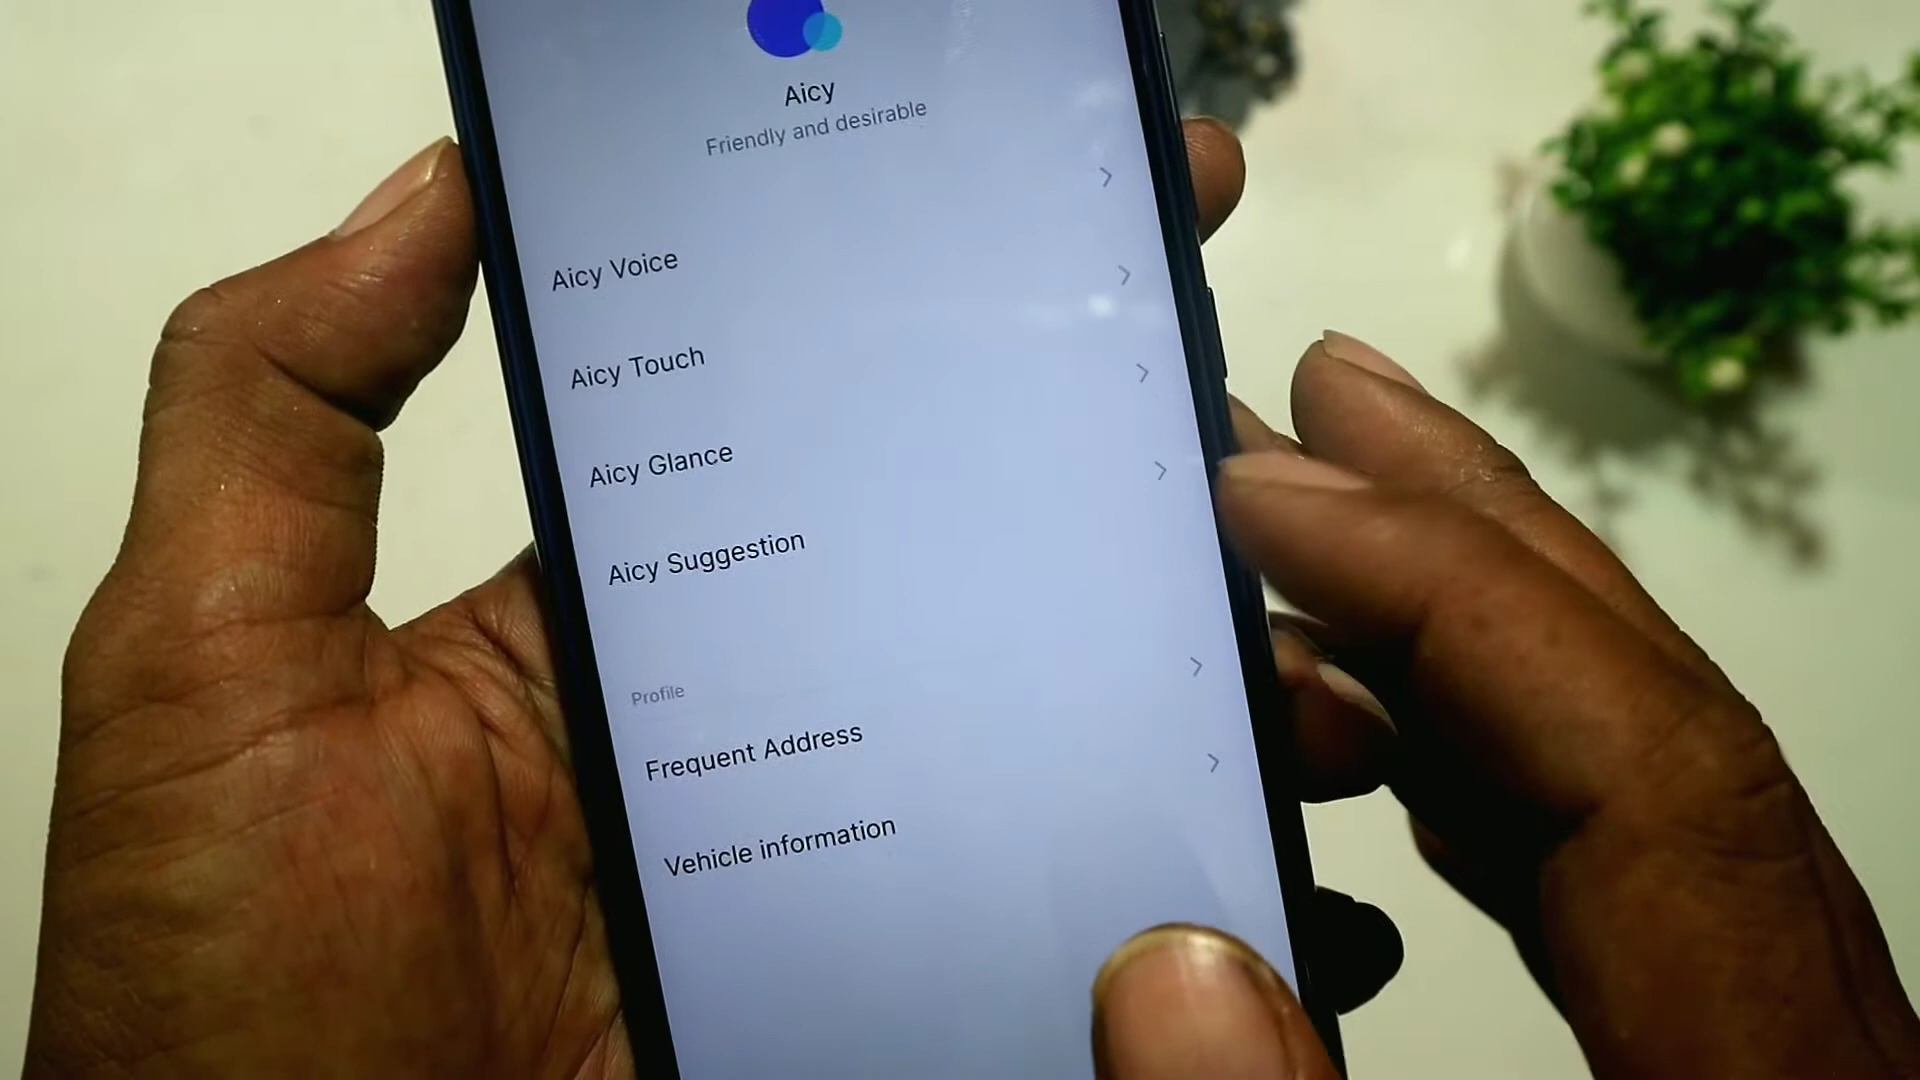 Aicy
Friendly and desirable
Aicy Voice
Aicy Touch
Aicy Glance
Aicy Suggestion
Profile
Frequent Address
Vehicle information